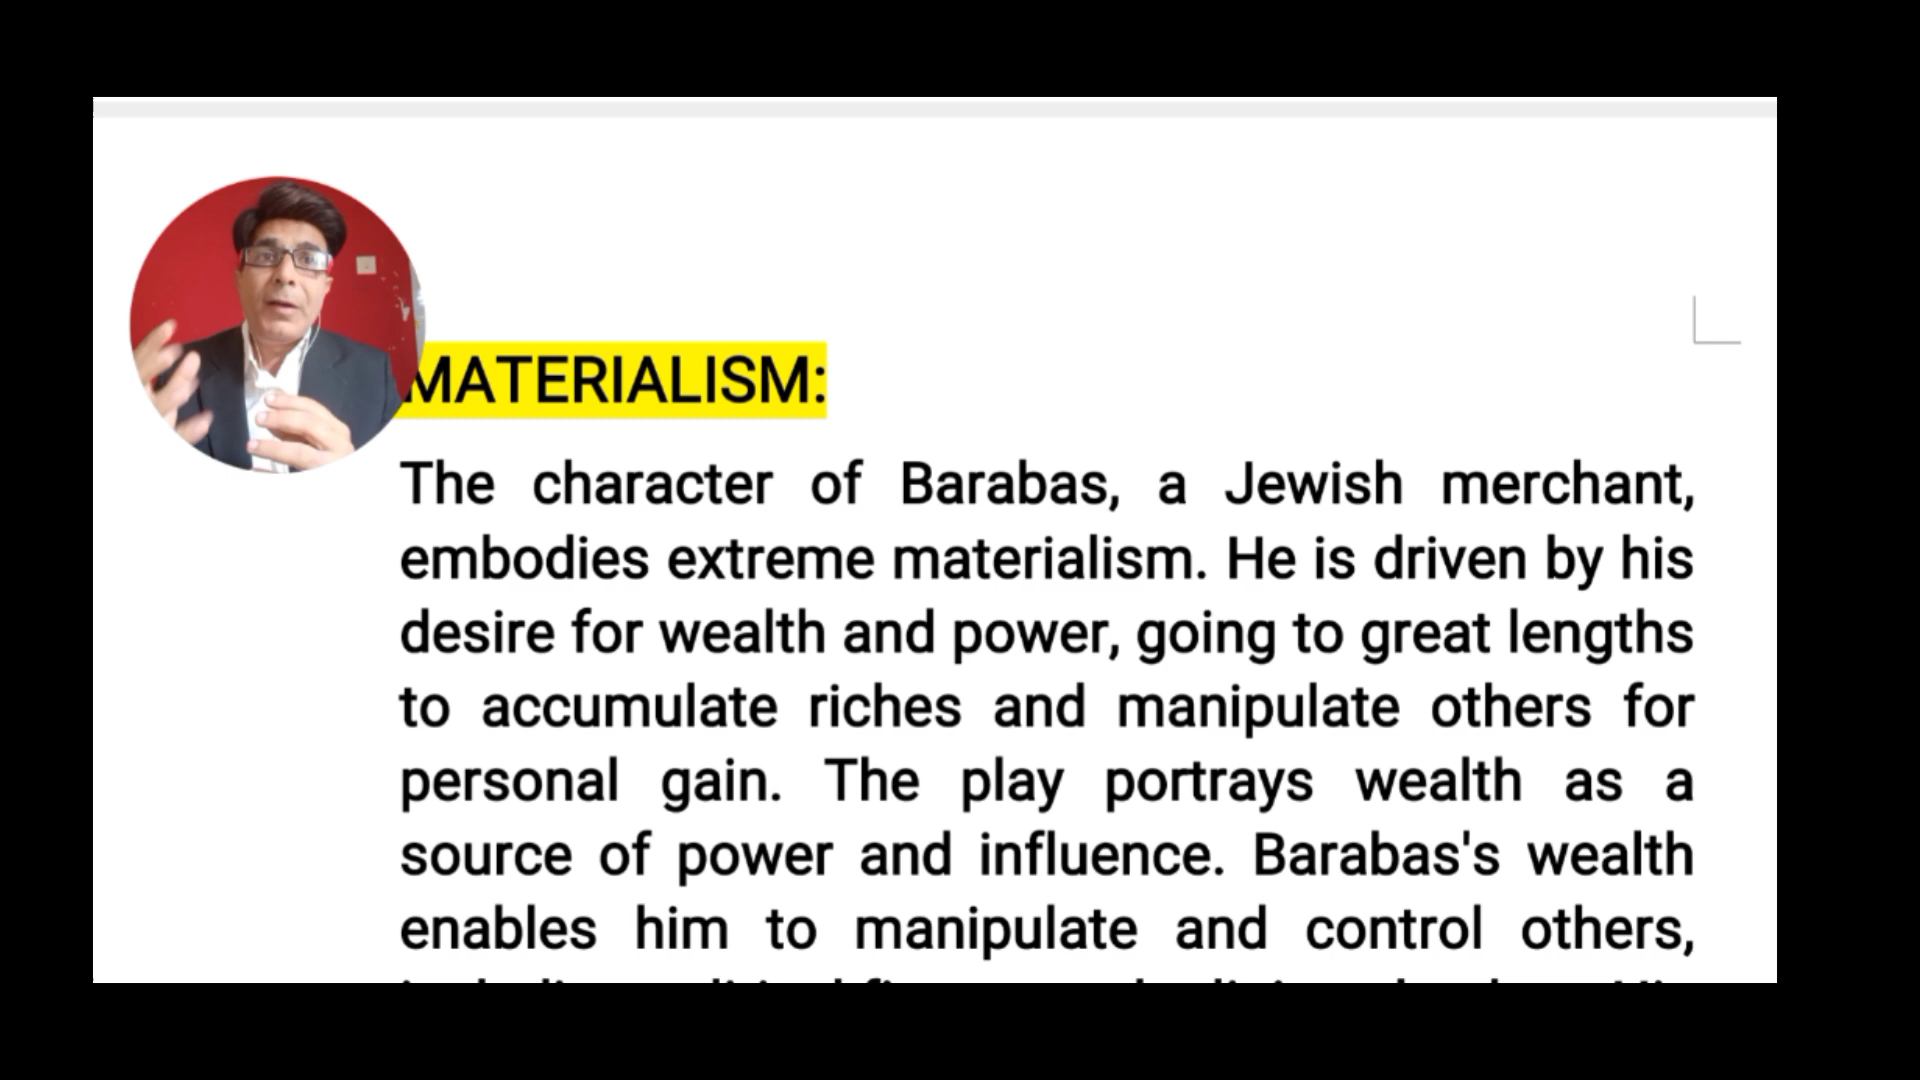 MATERIALISM:
The character of Barabas, a Jewish merchant,
embodies extreme materialism. He is driven by his
desire for wealth and power, going to great lengths
to accumulate riches and manipulate others for
personal gain. The play portrays wealth as a
source of power and influence. Barabas's wealth
enables him to manipulate and control others,